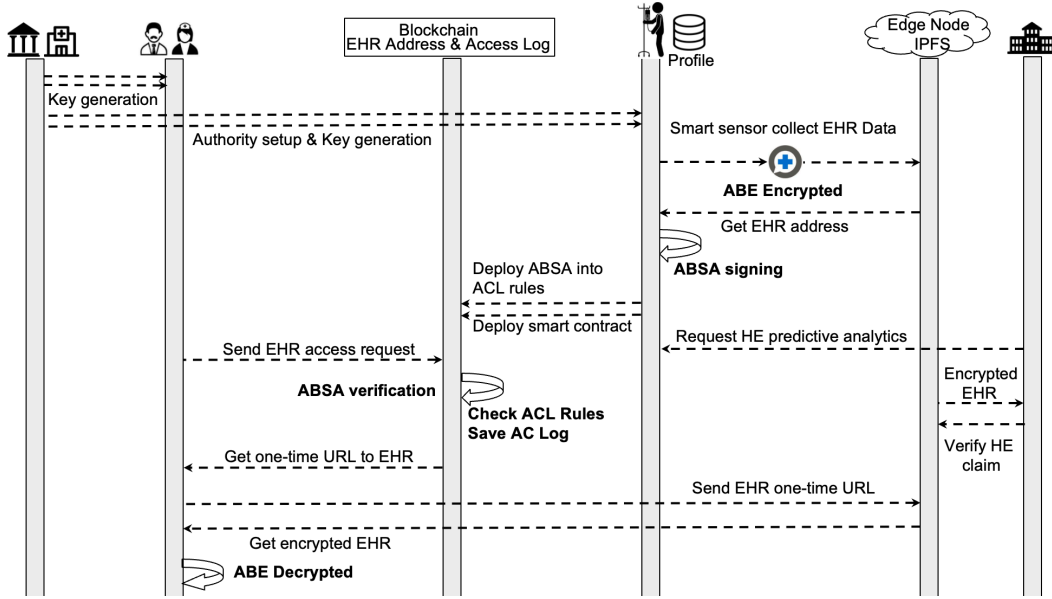 Blockchain
EHR Address & Access Log
Edge Node
IPFS
Profile
Key generation
Authority setup & Key generation
Smart sensor collect EHR Data
ABE Encrypted
Get EHR address
ABSA signing
Deploy ABSA into
ACL rules
Deploy smart contract
Request HE predictive analytics
Send EHR access request
Encrypted
EHR
ABSA verification
Check ACL Rules
Save AC Log
Verify HE
claim
Get one-time URL to EHR
Send EHR one-time URL
Get encrypted EHR
ABE Decrypted